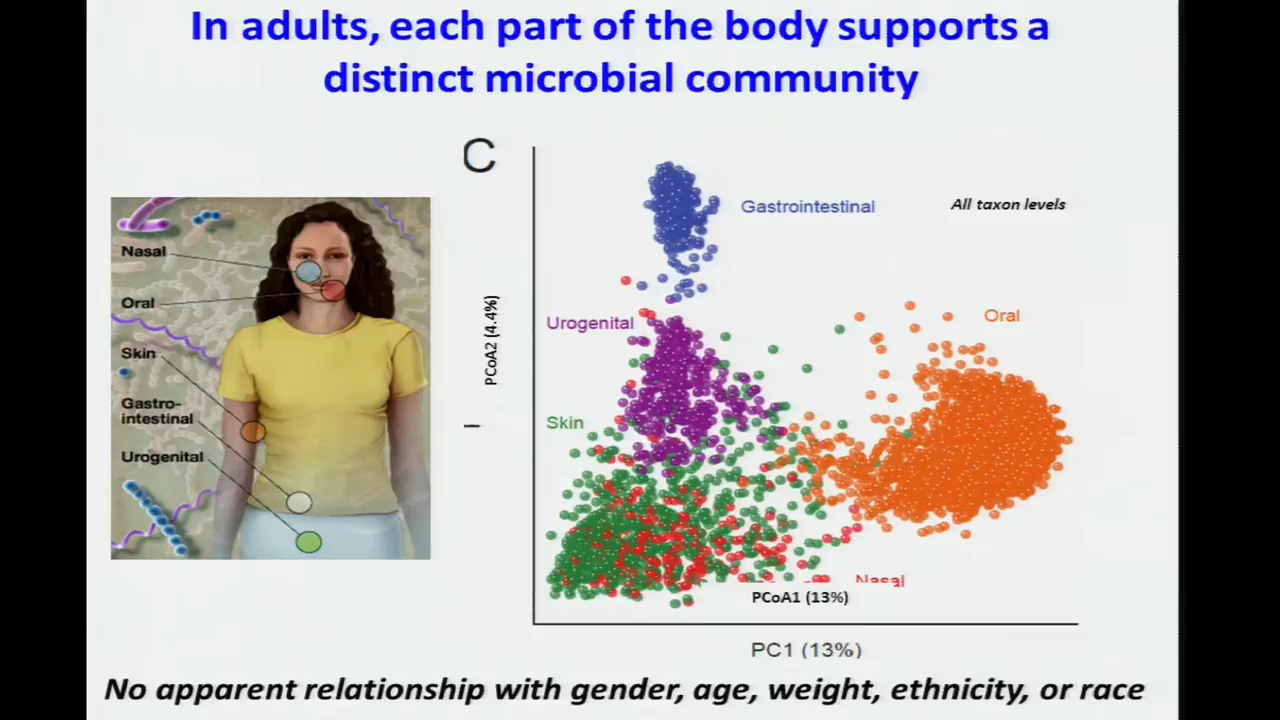 In adults, each part of the body supports a
distinct microbial community
Nasal
Oral
Skin
Gastro-
intestinal
Urogenital
C
PCoA2 (4.4%)
Gastrointestinal
All taxon levels
Urogenital
Oral
Skin
Nasal
PCoA1 (13%)
PC1 (13%)
No apparent relationship with gender, age, weight, ethnicity, or race